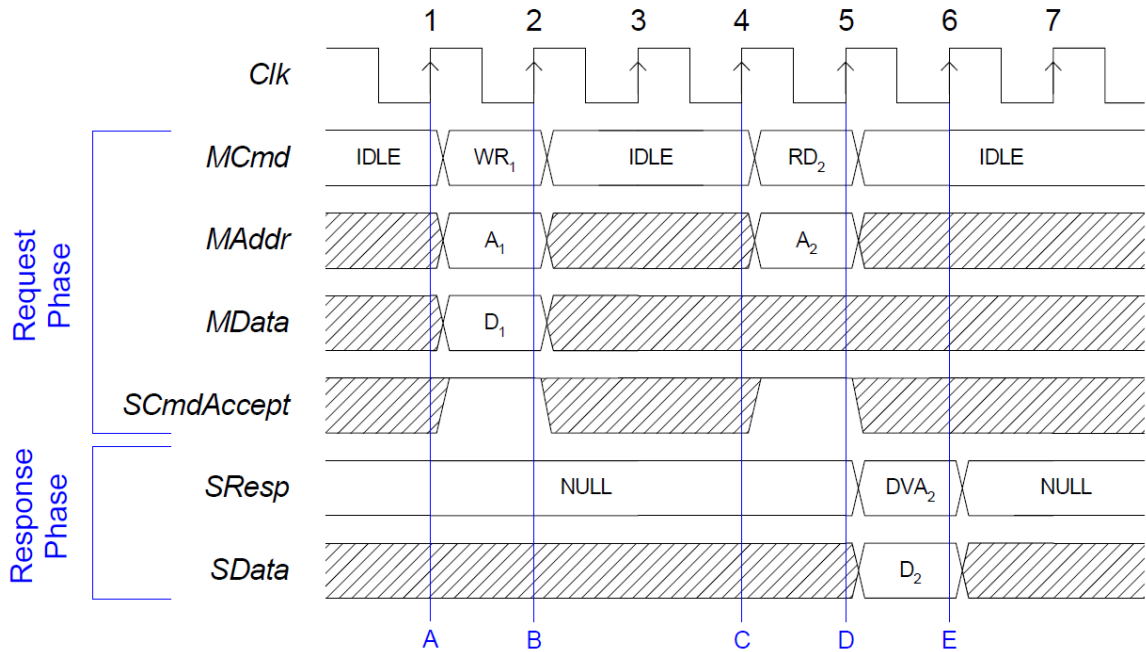 1 2 3 4 5 6 7
Clk
MCmd IDLE WR₁ IDLE RD₂ IDLE
MAddr A₁ A₂
MData D₁
SCmdAccept
Request
Phase
SResp NULL DVA₂ NULL
SData D₂
Response
Phase
A B C D E